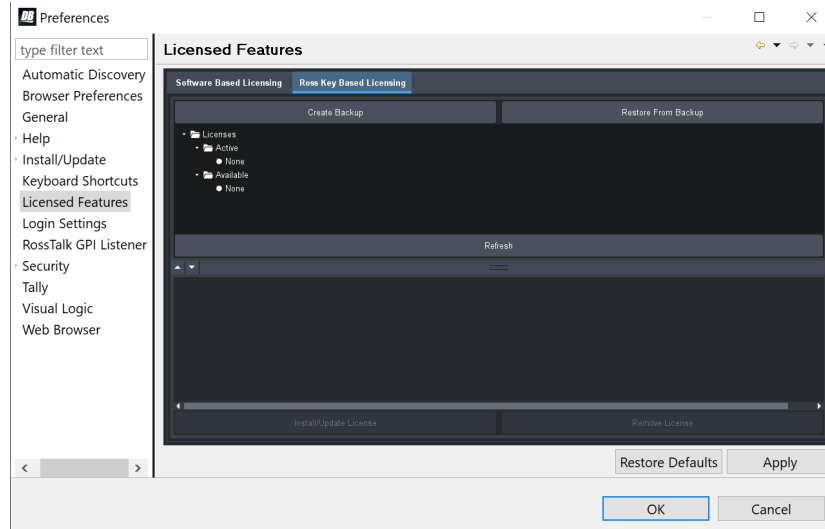 DB Preferences
type filter text
Automatic Discovery
Browser Preferences
General
Help
Install/Update
Keyboard Shortcuts
Licensed Features
Login Settings
RossTalk GPI Listener
Security
Tally
Visual Logic
Web Browser
Licensed Features
Software Based Licensing Ross Key Based Licensing
Create Backup Restore From Backup
Licenses
Active
None
Available
None
Refresh
Install/Update License Remove License
Restore Defaults Apply
OK Cancel